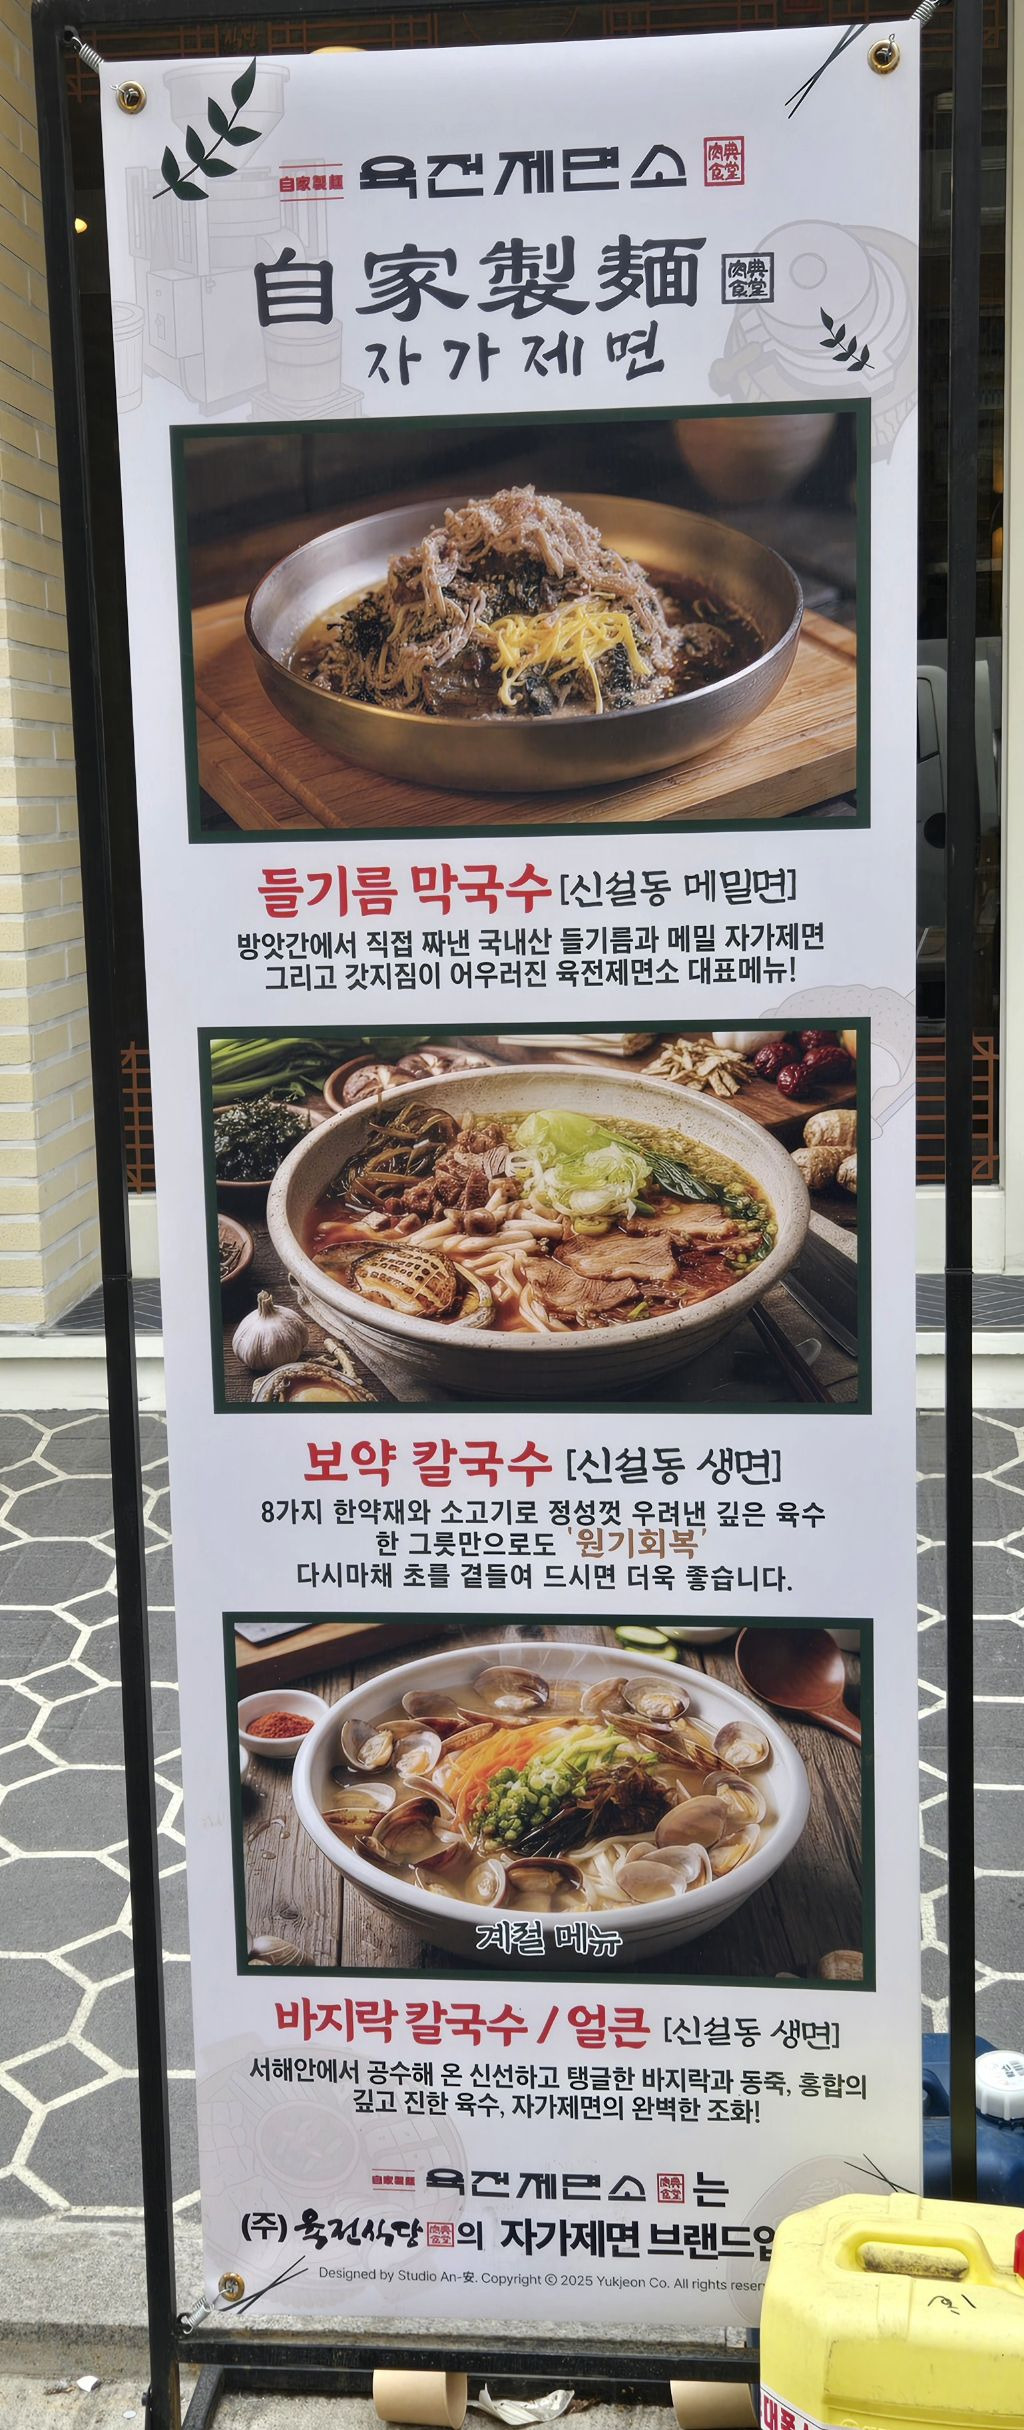 自家製麵 육전제면소 肉典食堂
自家製麵 肉典食堂
자가제면
들기름 막국수 [신설동 메밀면]
방앗간에서 직접 짜낸 국내산 들기름과 메밀 자가제면
그리고 갓지짐이 어우러진 육전제면소 대표메뉴!
보약 칼국수 [신설동 생면]
8가지 한약재와 소고기로 정성껏 우려낸 깊은 육수
한 그릇만으로도 '원기회복'
다시마채 초를 곁들여 드시면 더욱 좋습니다.
계절 메뉴
바지락 칼국수 / 얼큰 [신설동 생면]
서해안에서 공수해 온 신선하고 탱글한 바지락과 동죽, 홍합의
깊고 진한 육수, 자가제면의 완벽한 조화!
自家製麵 육전제면소 肉典食堂 는
(주) 육전식당 肉典食堂 의 자가제면 브랜드
Designed by Studio An-安. Copyright ⓒ 2025 Yukjeon Co. All rights